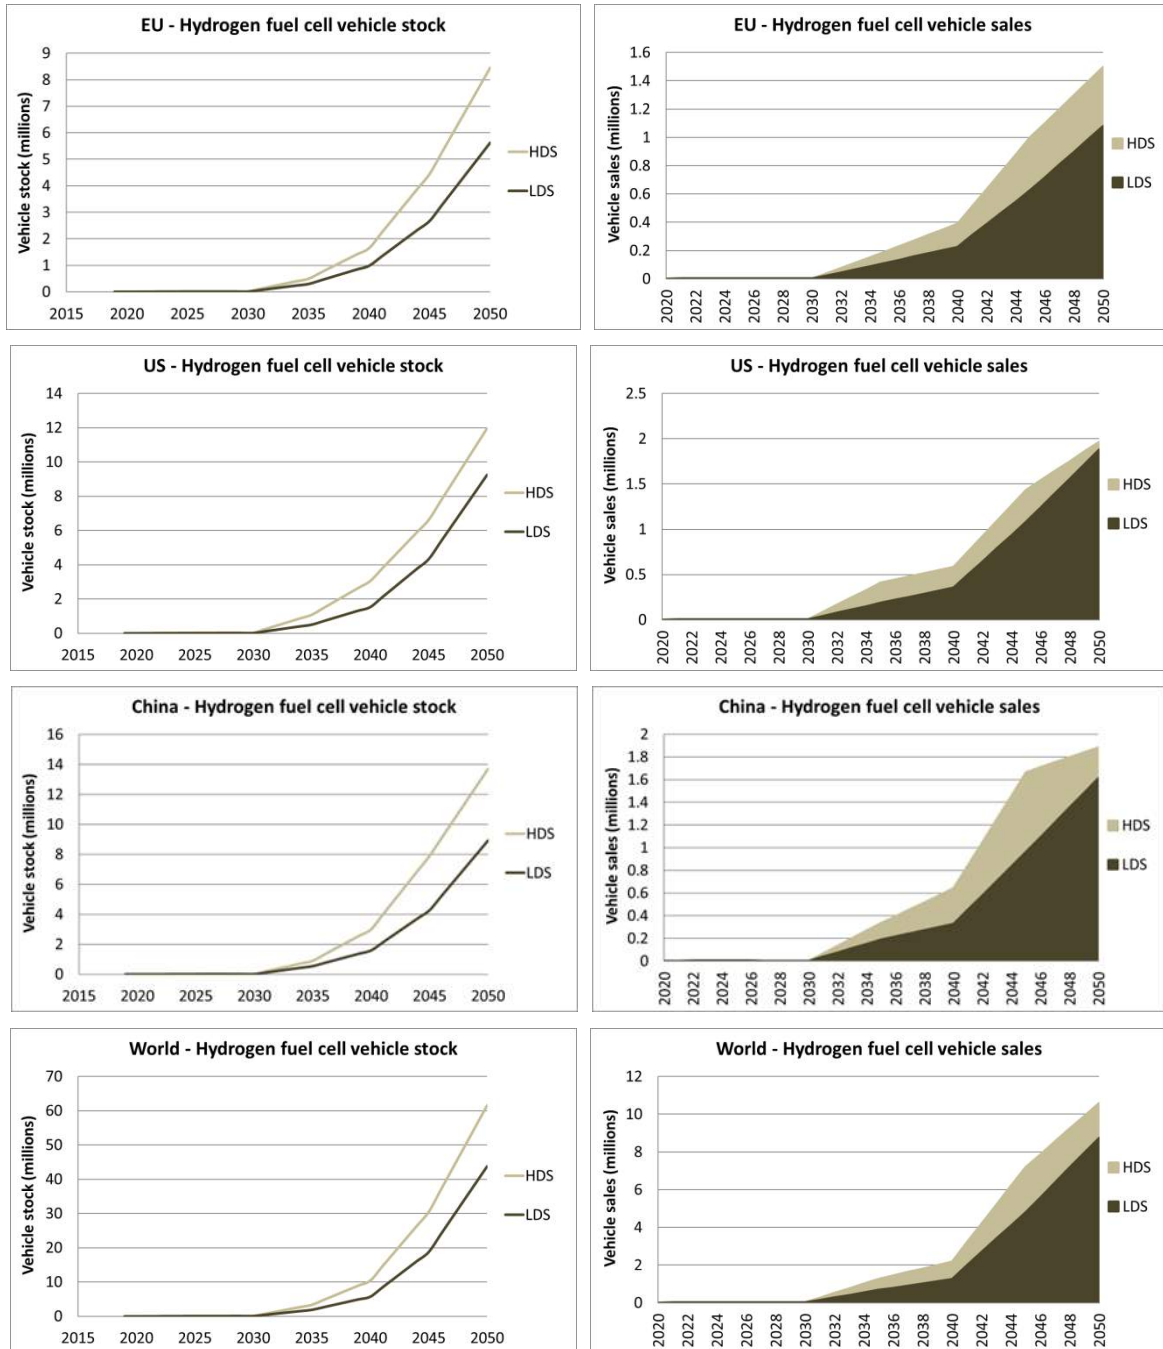 EU - Hydrogen fuel cell vehicle stock
Vehicle stock (millions)
9
8
7
6
5
4
3
2
1
0
2015 2020 2025 2030 2035 2040 2045 2050
HDS
LDS
EU - Hydrogen fuel cell vehicle sales
Vehicle sales (millions)
1.6
1.4
1.2
1
0.8
0.6
0.4
0.2
0
2020 2022 2024 2026 2028 2030 2032 2034 2036 2038 2040 2042 2044 2046 2048 2050
HDS
LDS
US - Hydrogen fuel cell vehicle stock
Vehicle stock (millions)
14
12
10
8
6
4
2
0
2015 2020 2025 2030 2035 2040 2045 2050
HDS
LDS
US - Hydrogen fuel cell vehicle sales
Vehicle sales (millions)
2.5
2
1.5
1
0.5
0
2020 2022 2024 2026 2028 2030 2032 2034 2036 2038 2040 2042 2044 2046 2048 2050
HDS
LDS
China - Hydrogen fuel cell vehicle stock
Vehicle stock (millions)
16
14
12
10
8
6
4
2
0
2015 2020 2025 2030 2035 2040 2045 2050
HDS
LDS
China - Hydrogen fuel cell vehicle sales
Vehicle sales (millions)
2
1.8
1.6
1.4
1.2
1
0.8
0.6
0.4
0.2
0
2020 2022 2024 2026 2028 2030 2032 2034 2036 2038 2040 2042 2044 2046 2048 2050
HDS
LDS
World - Hydrogen fuel cell vehicle stock
Vehicle stock (millions)
70
60
50
40
30
20
10
0
2015 2020 2025 2030 2035 2040 2045 2050
HDS
LDS
World - Hydrogen fuel cell vehicle sales
Vehicle sales (millions)
12
10
8
6
4
2
0
2020 2022 2024 2026 2028 2030 2032 2034 2036 2038 2040 2042 2044 2046 2048 2050
HDS
LDS